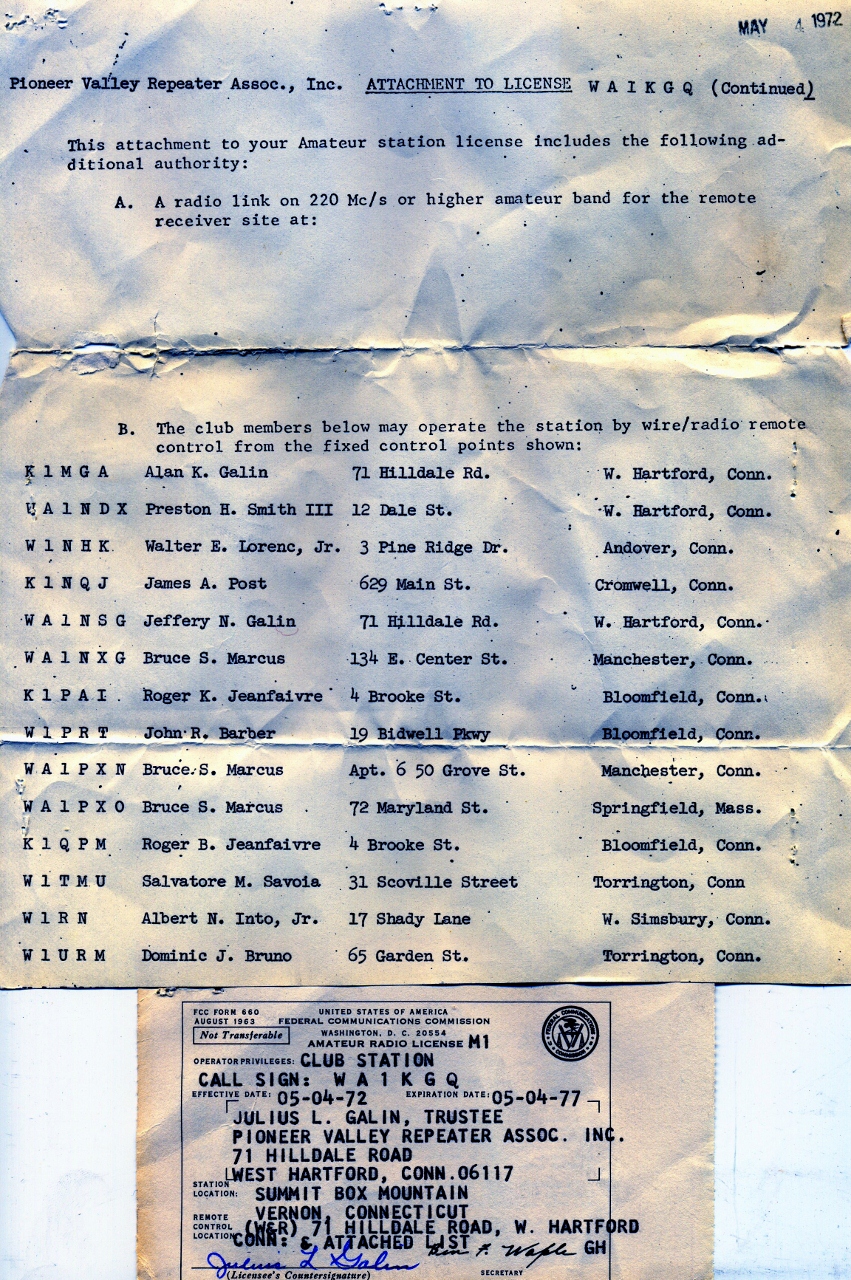 MAY 4 1972
Pioneer Valley Repeater Assoc., Inc. ATTACHMENT TO LICENSE W A 1 K G Q (Continued)
This attachment to your Amateur station license includes the following ad-
ditional authority:
A. A radio link on 220 Mc/s or higher amateur band for the remote
receiver site at:
B. The club members below may operate the station by wire/radio remote
control from the fixed control points shown:
K 1 M G A Alan K. Galin 71 Hilldale Rd. W. Hartford, Conn.
W A 1 N D X Preston H. Smith III 12 Dale St. W. Hartford, Conn.
W 1 N H K Walter E. Lorenc, Jr. 3 Pine Ridge Dr. Andover, Conn.
K 1 N Q J James A. Post 629 Main St. Cromwell, Conn.
W A 1 N S G Jeffery N. Galin 71 Hilldale Rd. W. Hartford, Conn.
W A 1 N X G Bruce S. Marcus 134 E. Center St. Manchester, Conn.
K 1 P A I Roger K. Jeanfaivre 4 Brooke St. Bloomfield, Conn.
W 1 P R T John R. Barber 19 Bidwell Pkwy Bloomfield, Conn.
W A 1 P X N Bruce S. Marcus Apt. 6 50 Grove St. Manchester, Conn.
W A 1 P X O Bruce S. Marcus 72 Maryland St. Springfield, Mass.
K 1 Q P M Roger B. Jeanfaivre 4 Brooke St. Bloomfield, Conn.
W 1 T M U Salvatore M. Savoia 31 Scoville Street Torrington, Conn
W 1 R N Albert N. Into, Jr. 17 Shady Lane W. Simsbury, Conn.
W 1 U R M Dominic J. Bruno 65 Garden St. Torrington, Conn.
FCC FORM 660 UNITED STATES OF AMERICA
AUGUST 1963 FEDERAL COMMUNICATIONS COMMISSION
Not Transferable WASHINGTON, D. C. 20554
AMATEUR RADIO LICENSE M1
OPERATOR PRIVILEGES: CLUB STATION
CALL SIGN: W A 1 K G Q
EFFECTIVE DATE: 05-04-72 EXPIRATION DATE: 05-04-77
JULIUS L. GALIN, TRUSTEE
PIONEER VALLEY REPEATER ASSOC. INC.
71 HILLDALE ROAD
WEST HARTFORD, CONN.06117
STATION LOCATION: SUMMIT BOX MOUNTAIN
VERNON, CONNECTICUT
REMOTE CONTROL LOCATION (W&R) 71 HILLDALE ROAD, W. HARTFORD
CONN: & ATTACHED LIST
Julius L Galin Ben F. Waple GH
(Licensee's Countersignature) SECRETARY